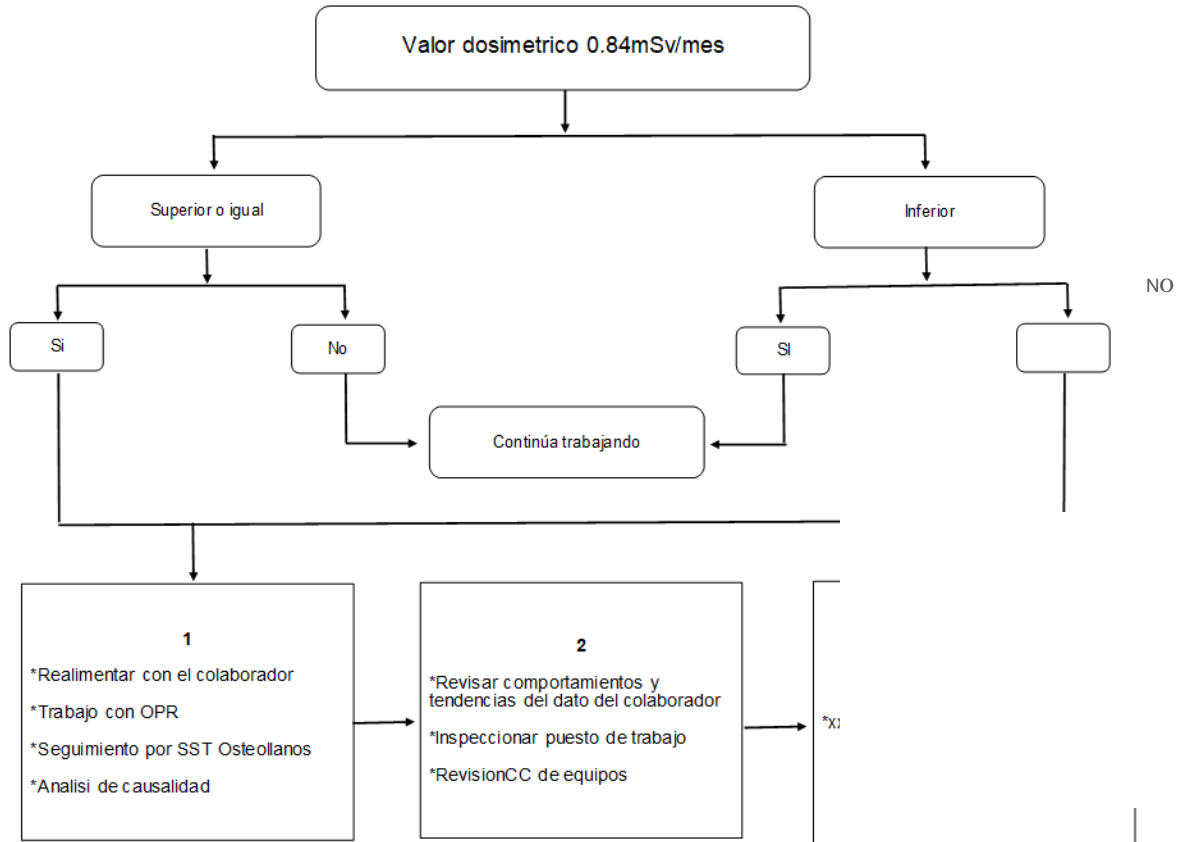 Valor dosimetrico 0.84mSv/mes
Superior o igual
Inferior
NO
Si
No
SI
Continúa trabajando
1
*Realimentar con el colaborador
*Trabajo con OPR
*Seguimiento por SST Osteollanos
*Analisi de causalidad
2
*Revisar comportamientos y
tendencias del dato del colaborador
*Inspeccionar puesto de trabajo
*RevisionCC de equipos